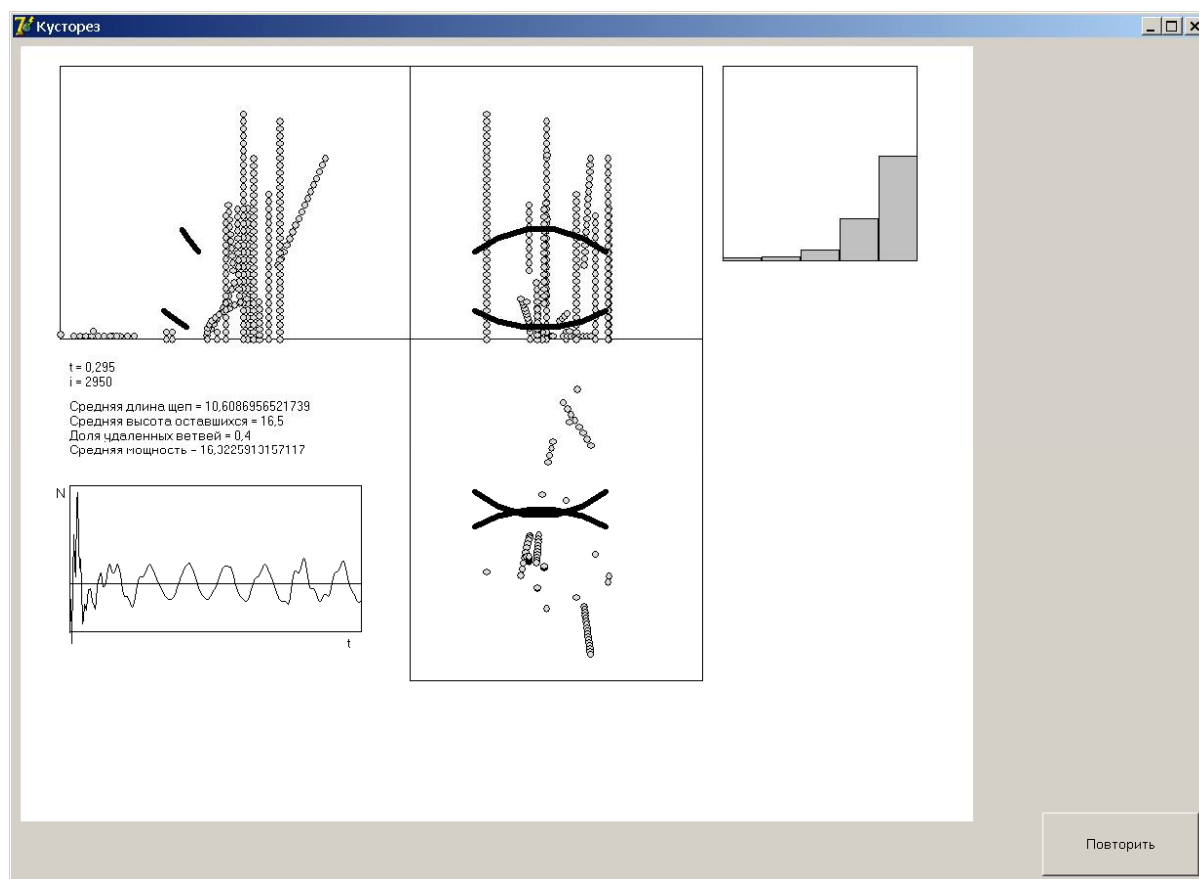 Кусторез
t = 0,295
i = 2950
Средняя длина щеп = 10,6086956521739
Средняя высота оставшихся = 16,5
Доля удаленных ветвей = 0,4
Средняя мощность = 16,3225913157117
N
t
Повторить